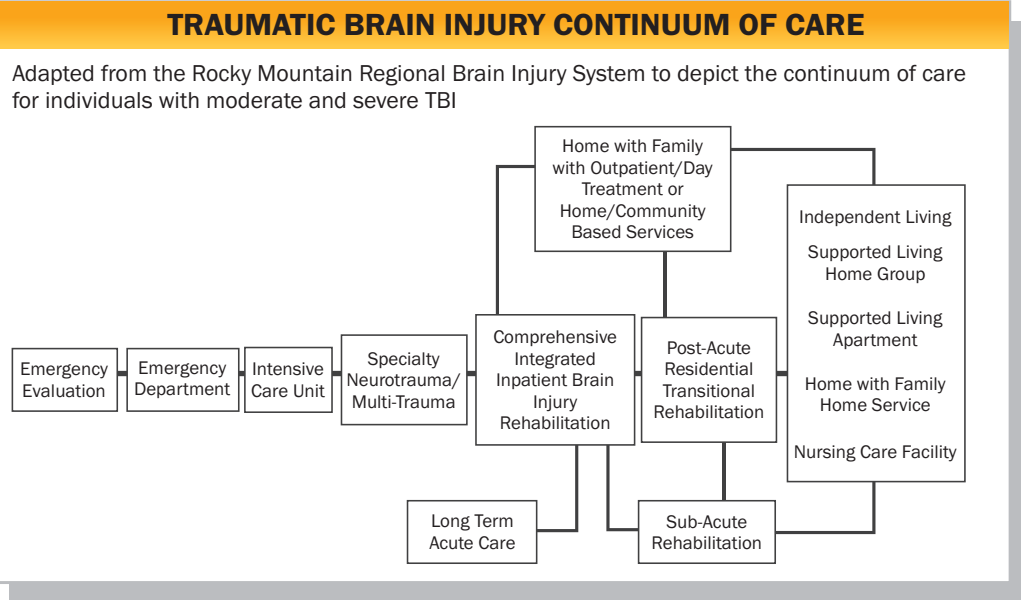 TRAUMATIC BRAIN INJURY CONTINUUM OF CARE
Adapted from the Rocky Mountain Regional Brain Injury System to depict the continuum of care
for individuals with moderate and severe TBI
Home with Family
with Outpatient/Day
Treatment or
Home/Community
Based Services
Emergency
Evaluation
Emergency
Department
Intensive
Care Unit
Specialty
Neurotrauma/
Multi-Trauma
Comprehensive
Integrated
Inpatient Brain
Injury
Rehabilitation
Post-Acute
Residential
Transitional
Rehabilitation
Independent Living
Supported Living
Home Group
Supported Living
Apartment
Home with Family
Home Service
Nursing Care Facility
Long Term
Acute Care
Sub-Acute
Rehabilitation